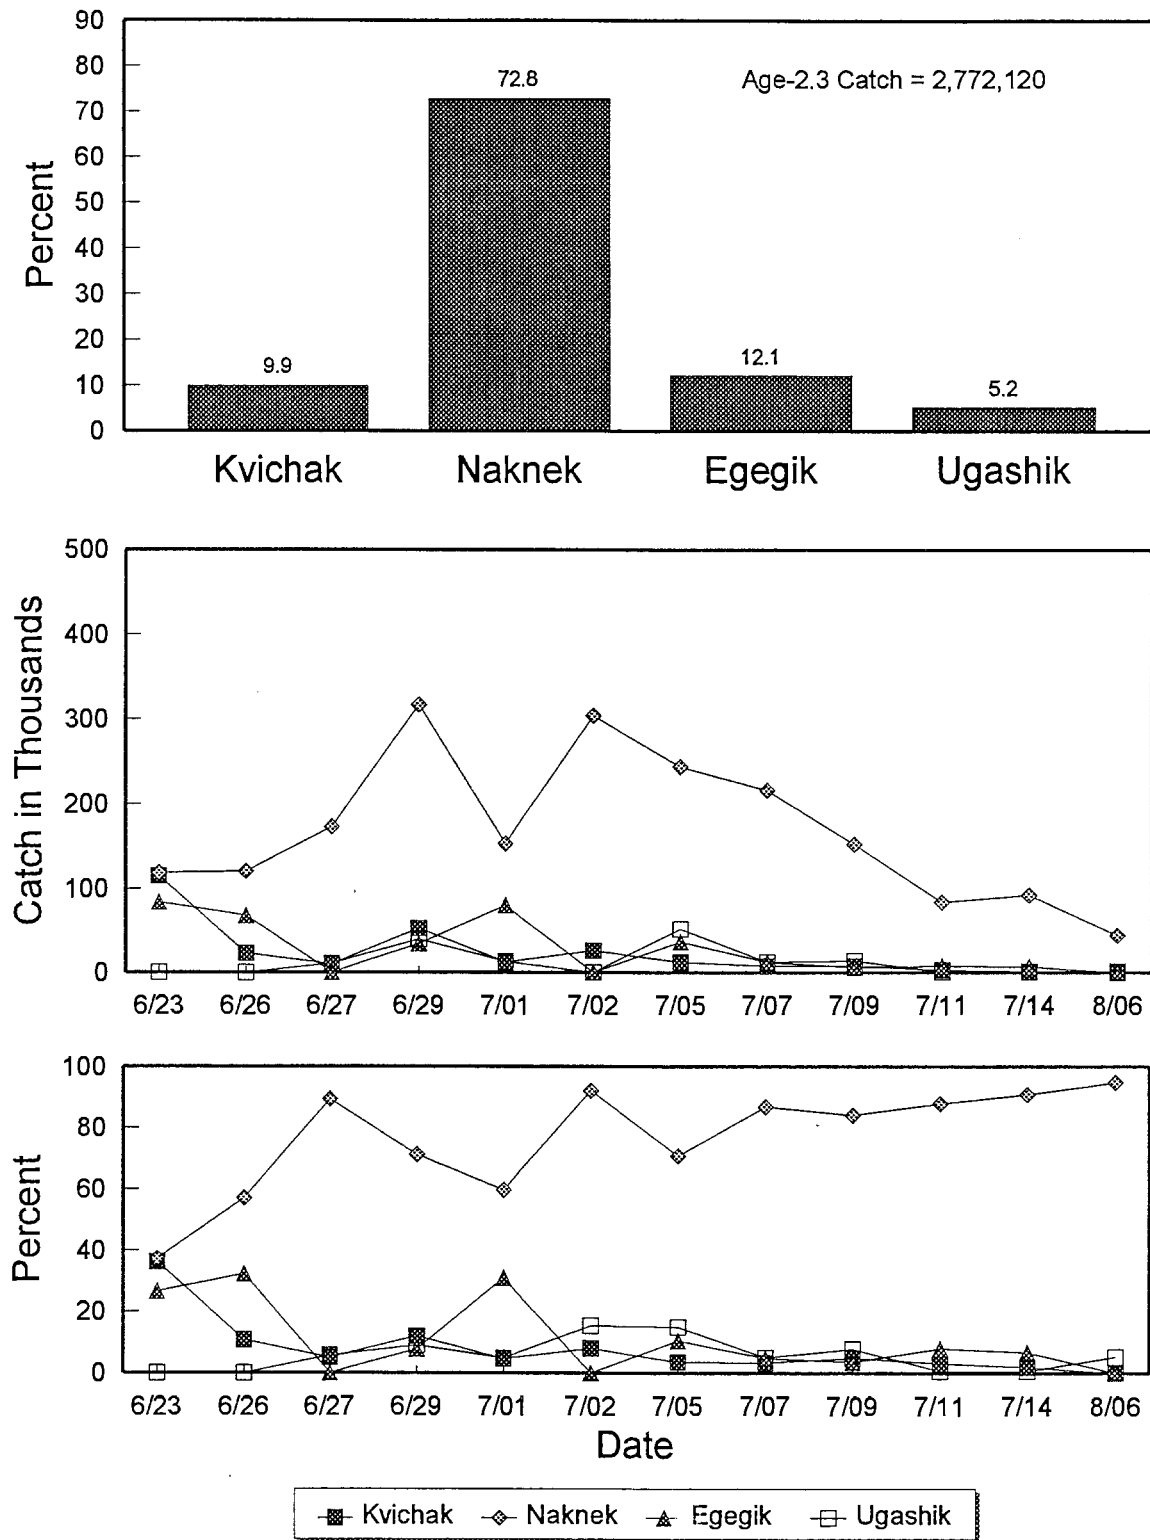 90
80
70
60
50
40
30
20
10
0
Percent
Age-2.3 Catch = 2,772,120
9.9
72.8
12.1
5.2
Kvichak Naknek Egegik Ugashik
500
400
300
200
100
0
Catch in Thousands
6/23 6/26 6/27 6/29 7/01 7/02 7/05 7/07 7/09 7/11 7/14 8/06
100
80
60
40
20
0
Percent
6/23 6/26 6/27 6/29 7/01 7/02 7/05 7/07 7/09 7/11 7/14 8/06
Date
Kvichak Naknek Egegik Ugashik